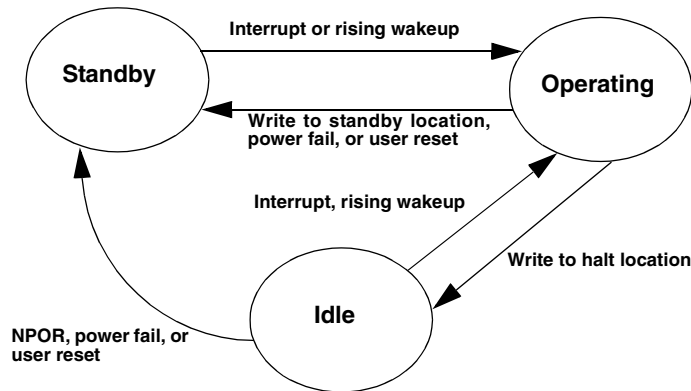 Interrupt or rising wakeup
Standby
Operating
Write to standby location,
power fail, or user reset
Interrupt, rising wakeup
Write to halt location
Idle
NPOR, power fail, or
user reset